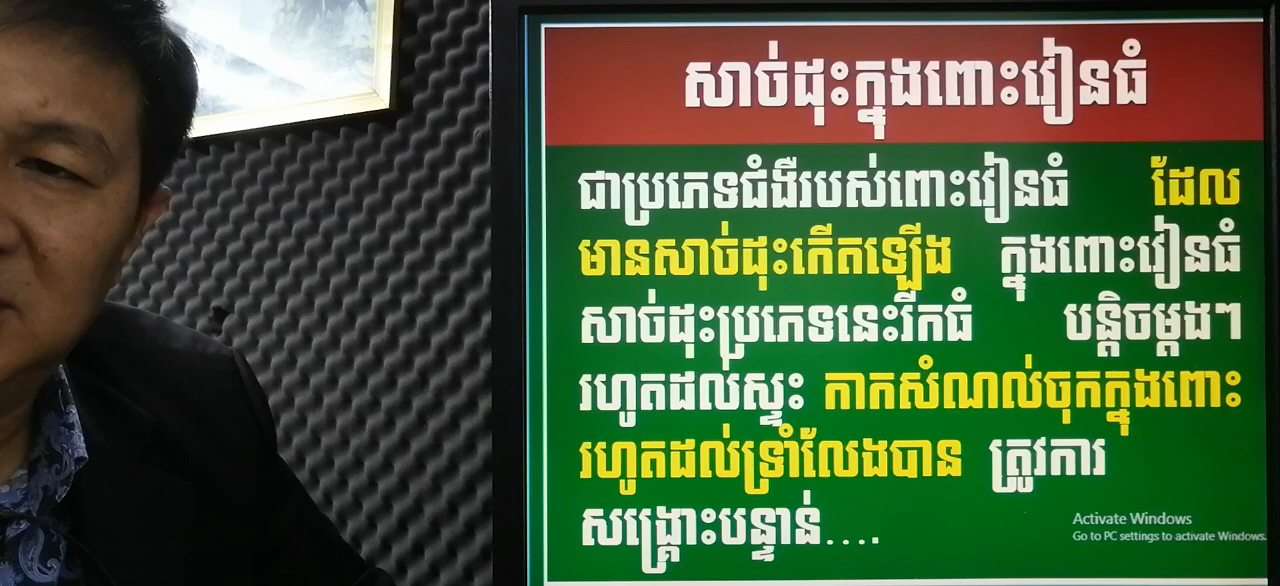 សាច់ដុះក្នុងពោះវៀនធំ
ជាប្រភេទជំងឺរបស់ពោះវៀនធំ ដែល
មានសាច់ដុះកើតឡើង ក្នុងពោះវៀនធំ
សាច់ដុះប្រភេទនេះរីកធំ បន្តិចម្តងៗ
រហូតដល់ស្ទះ កាកសំណល់ចុកក្នុងពោះ
រហូតដល់ទ្រាំលែងបាន ត្រូវការ
សង្គ្រោះបន្ទាន់....
Activate Windows
Go to PC settings to activate Windows.